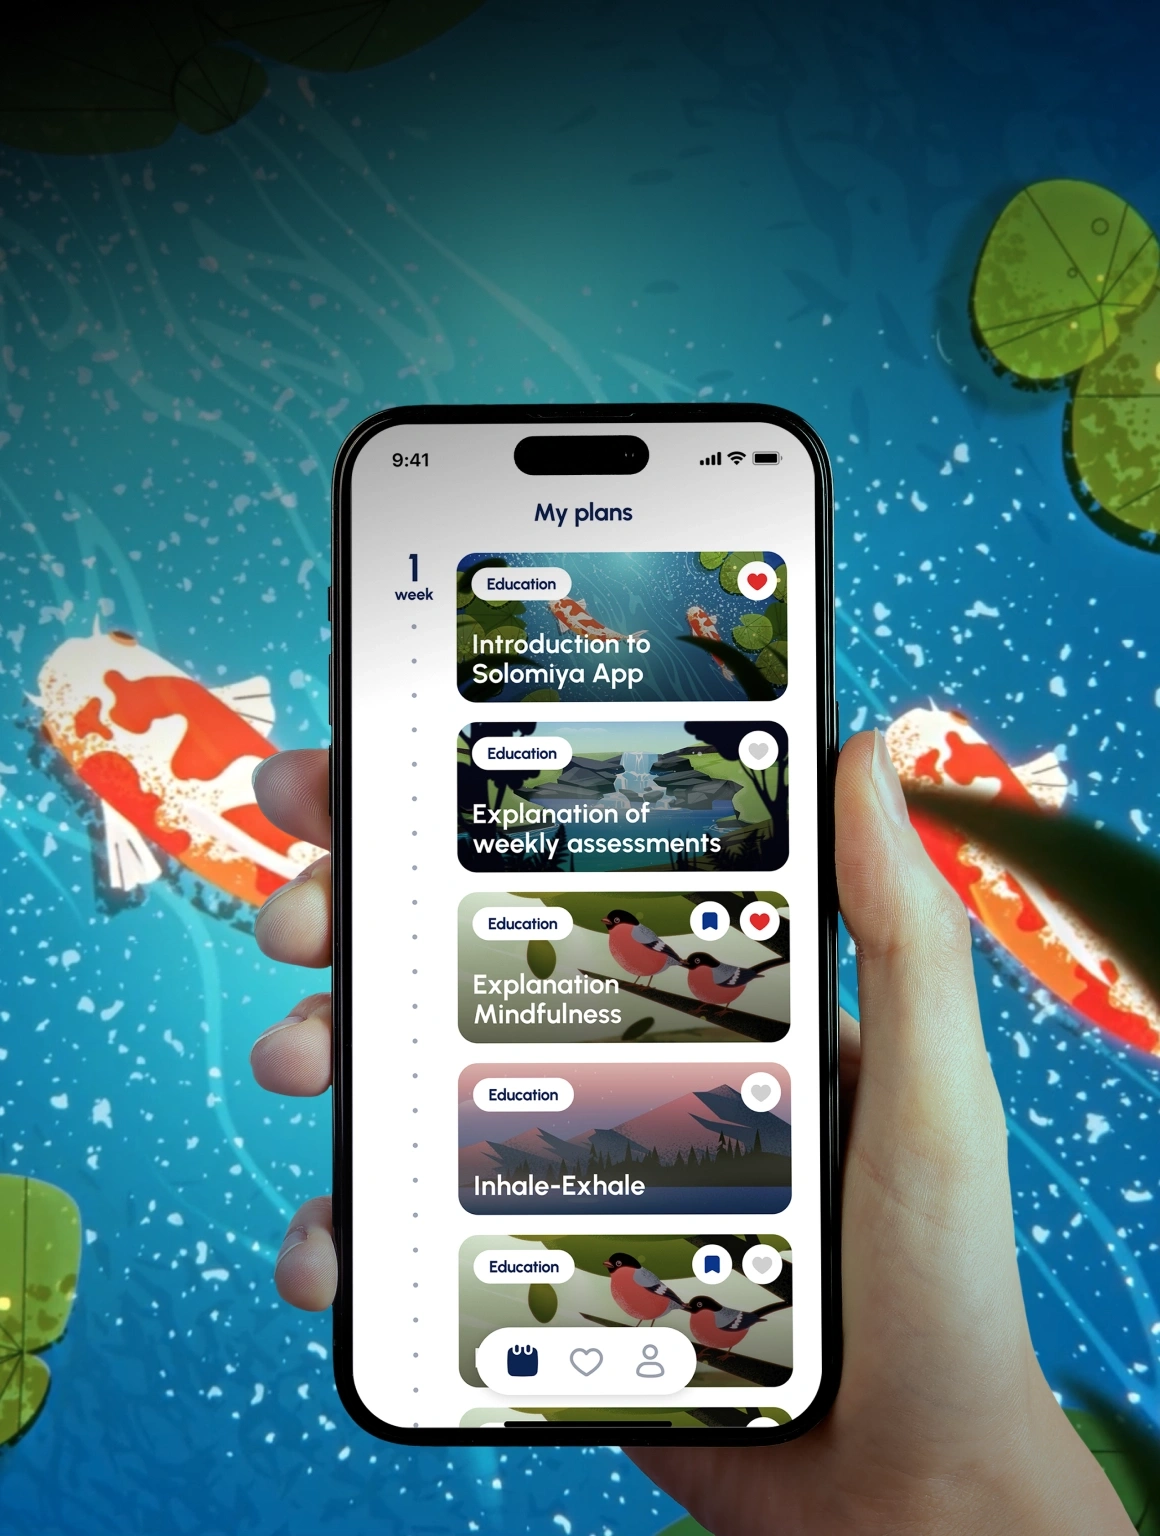 9:41
My plans
1
week
Education
Introduction to
Solomiya App
Education
Explanation of
weekly assessments
Education
Explanation
Mindfulness
Education
Inhale-Exhale
Education